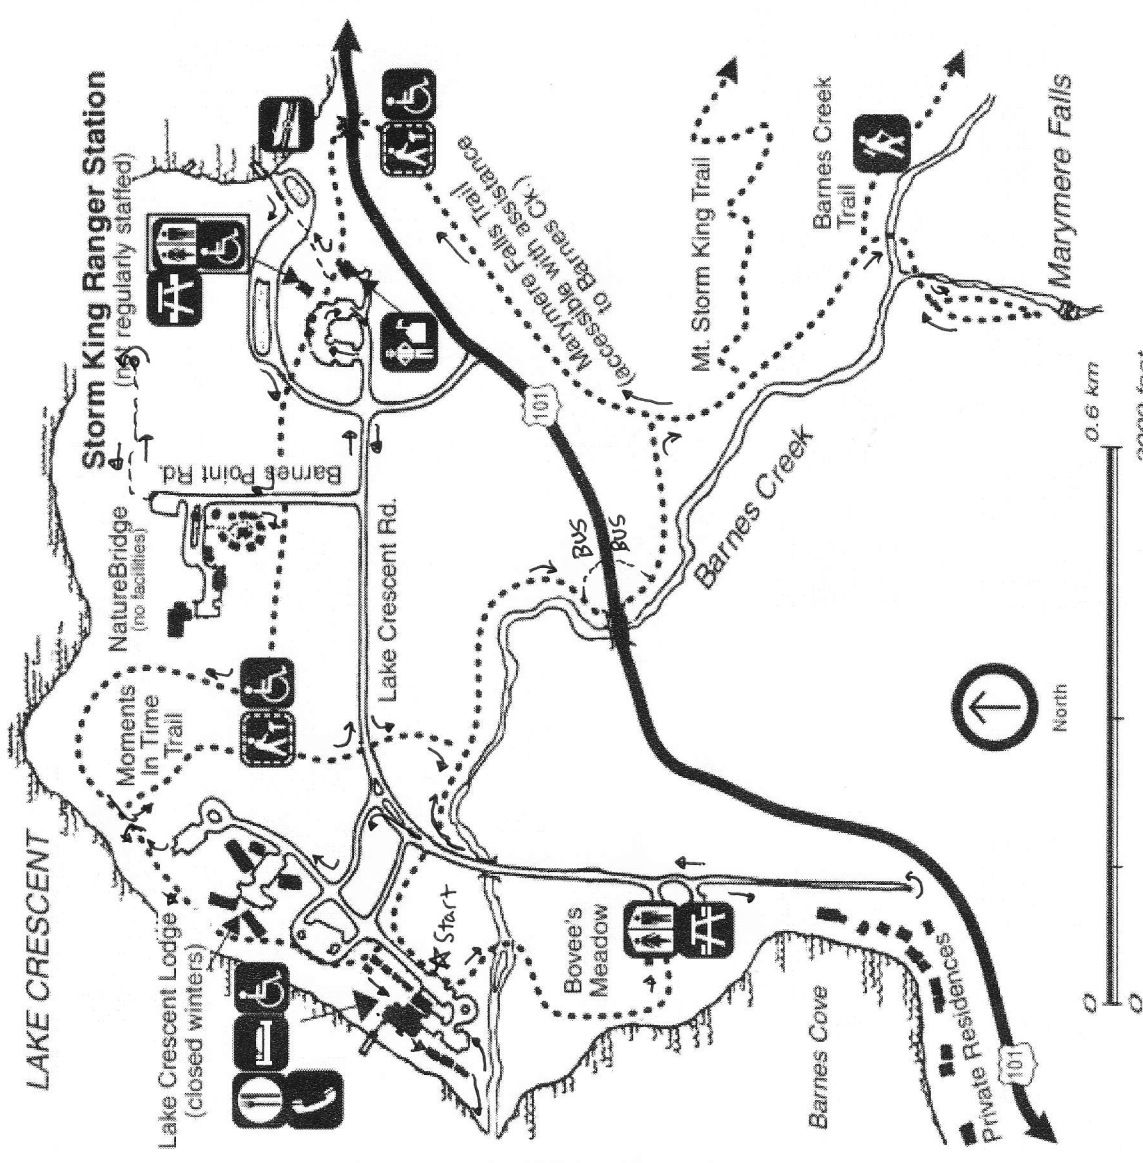 LAKE CRESCENT
Storm King Ranger Station
(not regularly staffed)
NatureBridge
(no facilities)
Moments
In Time
Trail
Lake Crescent Lodge
(closed winters)
Barnes Point Rd.
Lake Crescent Rd.
Marymere Falls Trail
(accessible with assistance
to Barnes Ck.)
Mt. Storm King Trail
Barnes Creek
Trail
Marymere Falls
101
BUS
BUS
Barnes Creek
Start
Bovee's
Meadow
Barnes Cove
Private Residences
101
North
0
0.6 km
0